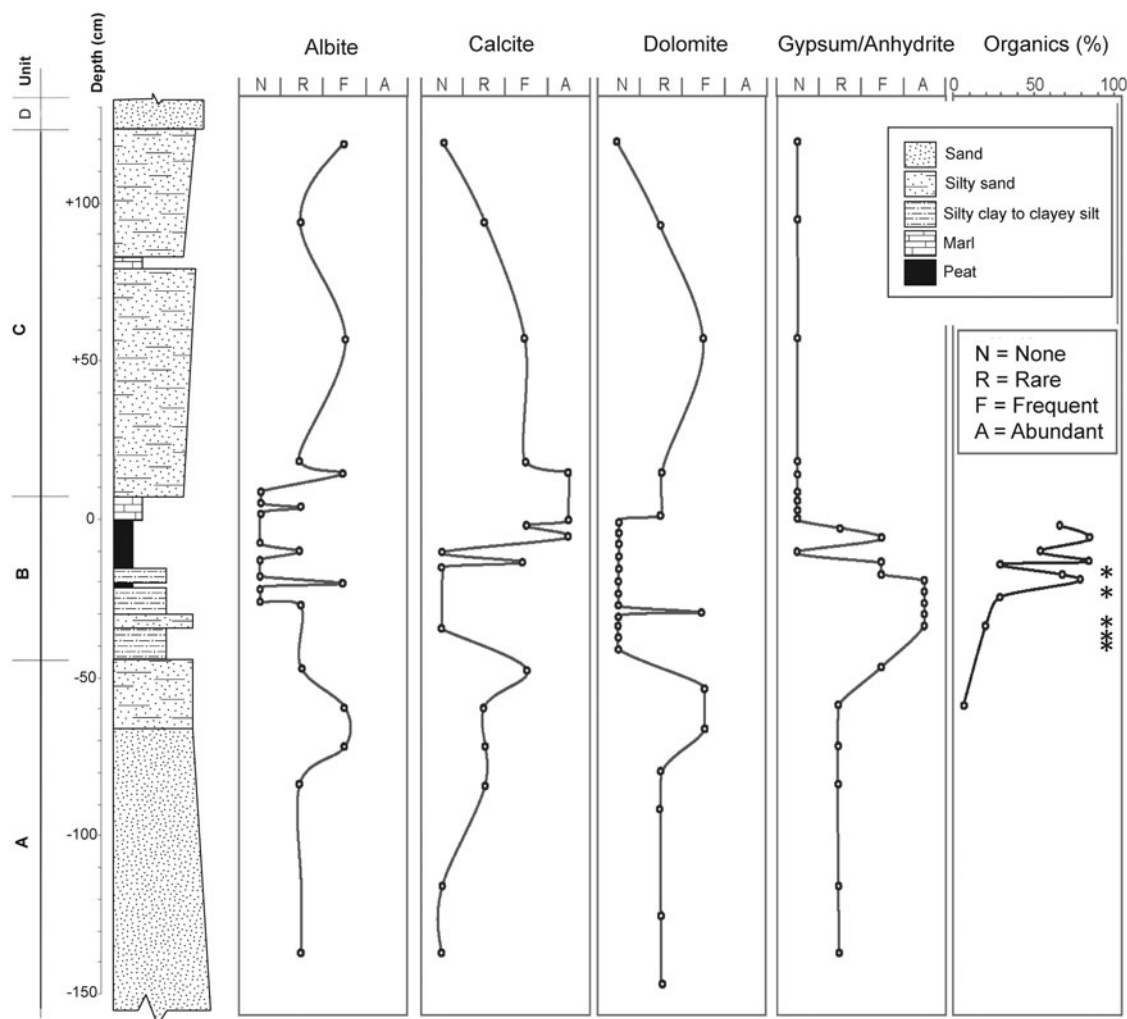 Unit
Depth (cm)
Albite
Calcite
Dolomite
Gypsum/Anhydrite
Organics (%)
N R F A
N R F A
N R F A
N R F A
0 50 100
D
C
B
A
+100
+50
0
-50
-100
-150
Sand
Silty sand
Silty clay to clayey silt
Marl
Peat
N = None
R = Rare
F = Frequent
A = Abundant
*
*
*
*
*